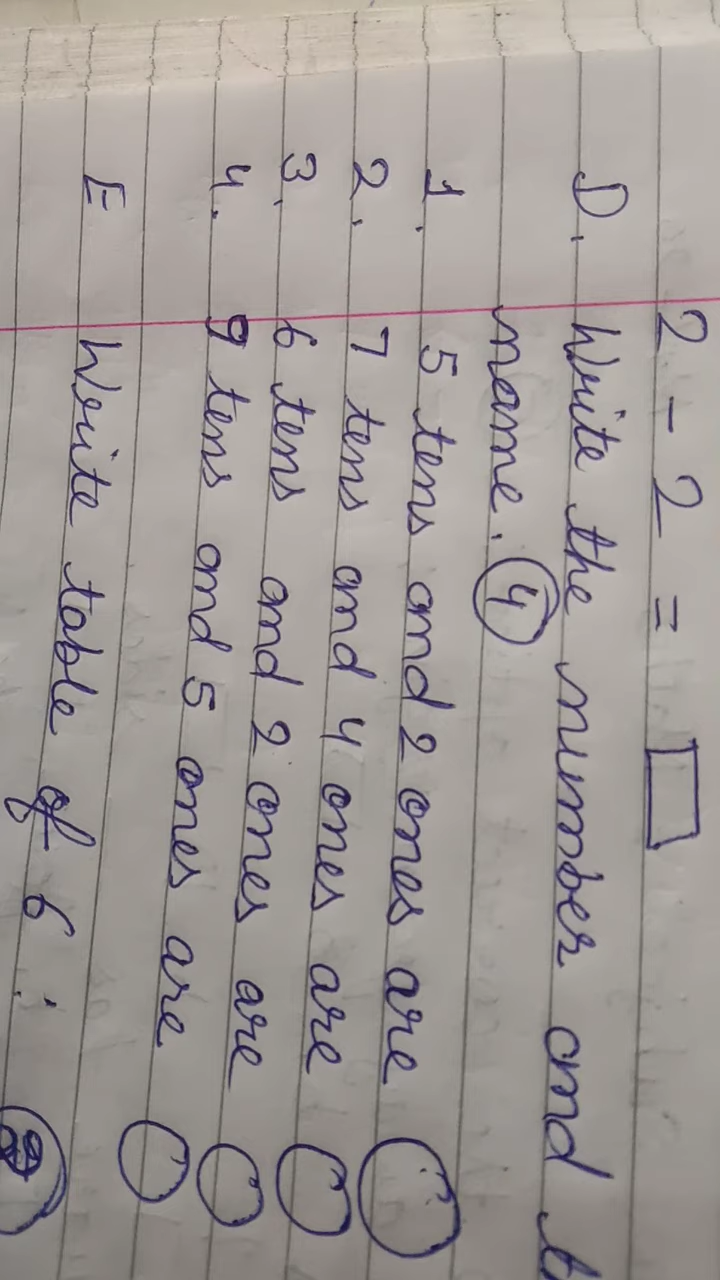 2 - 2 = □
D. Write the number and
name. 4
1. 5 tens and 2 ones are
2. 7 tens and 4 ones are
3. 6 tens and 2 ones are
4. 9 tens and 5 ones are
E Write table of 6 :